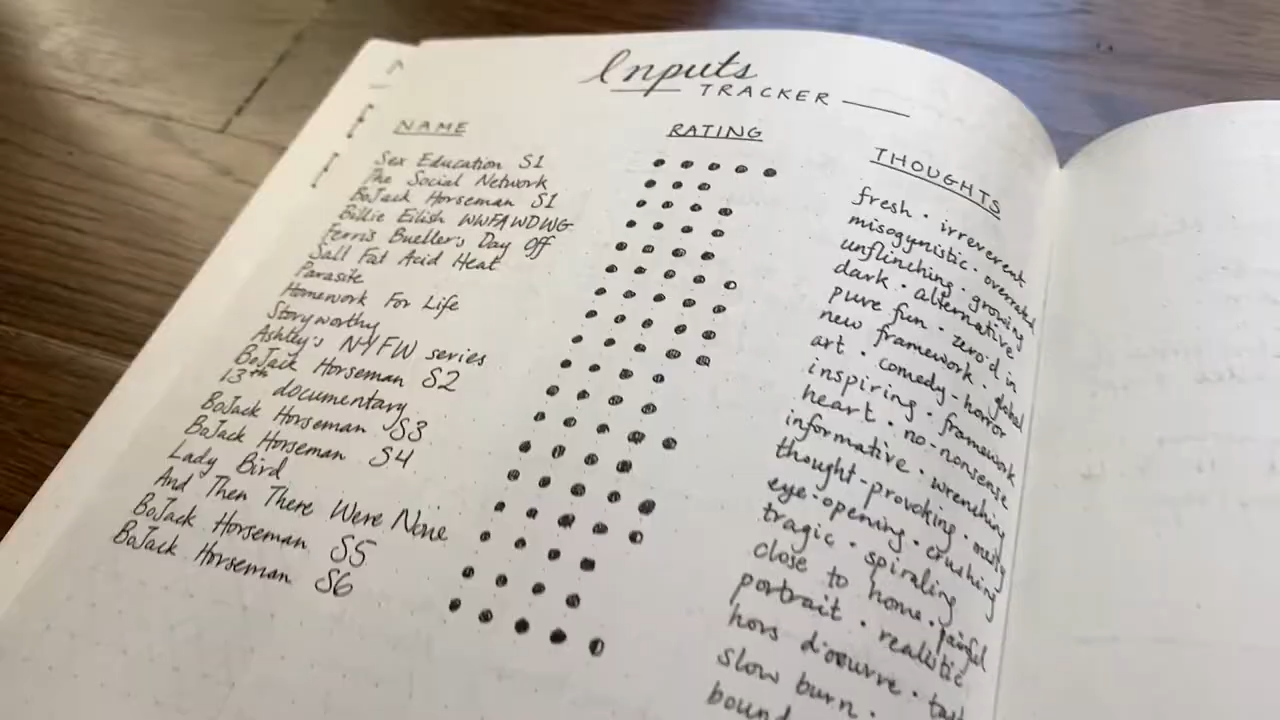 Inputs
TRACKER
NAME
RATING
THOUGHTS
Sex Education S1
The Social Network
BoJack Horseman S1
Billie Eilish WWFAWDWG
Ferris Bueller's Day Off
Salt Fat Acid Heat
Parasite
Homework For Life
Storyworthy
Ashley's NYFW series
BoJack Horseman S2
13th documentary
BoJack Horseman S3
BoJack Horseman S4
Lady Bird
And Then There Were None
BoJack Horseman S5
BoJack Horseman S6
fresh · irreverent
misogynistic · overrated
unflinching · growing
dark · alternative
pure fun · zero'd in
new framework · global
art · comedy-horror
inspiring · framework
heart · no-nonsense
informative · wrenching
thought-provoking · meaty
eye-opening · crushing
tragic · spiraling
close to home · painful
portrait · realistic
hors d'oeuvre ·
slow burn ·